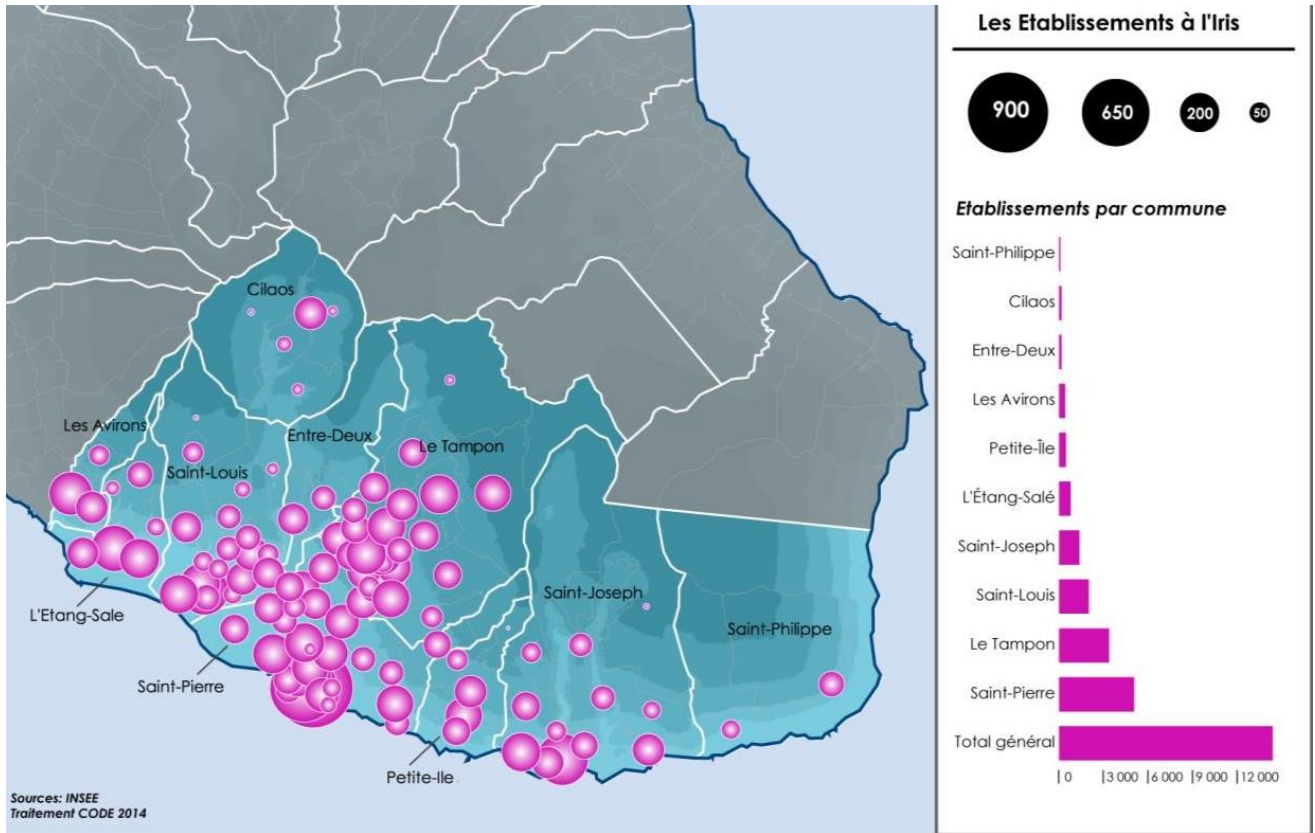 Cilaos
Les Avirons
Entre-Deux
Le Tampon
Saint-Louis
L'Etang-Sale
Saint-Joseph
Saint-Philippe
Saint-Pierre
Petite-Ile
Sources: INSEE
Traitement CODE 2014
Les Etablissements à l'Iris
900 650 200 50
Etablissements par commune
Saint-Philippe
Cilaos
Entre-Deux
Les Avirons
Petite-Île
L'Étang-Salé
Saint-Joseph
Saint-Louis
Le Tampon
Saint-Pierre
Total général
0 3 000 6 000 9 000 12 000